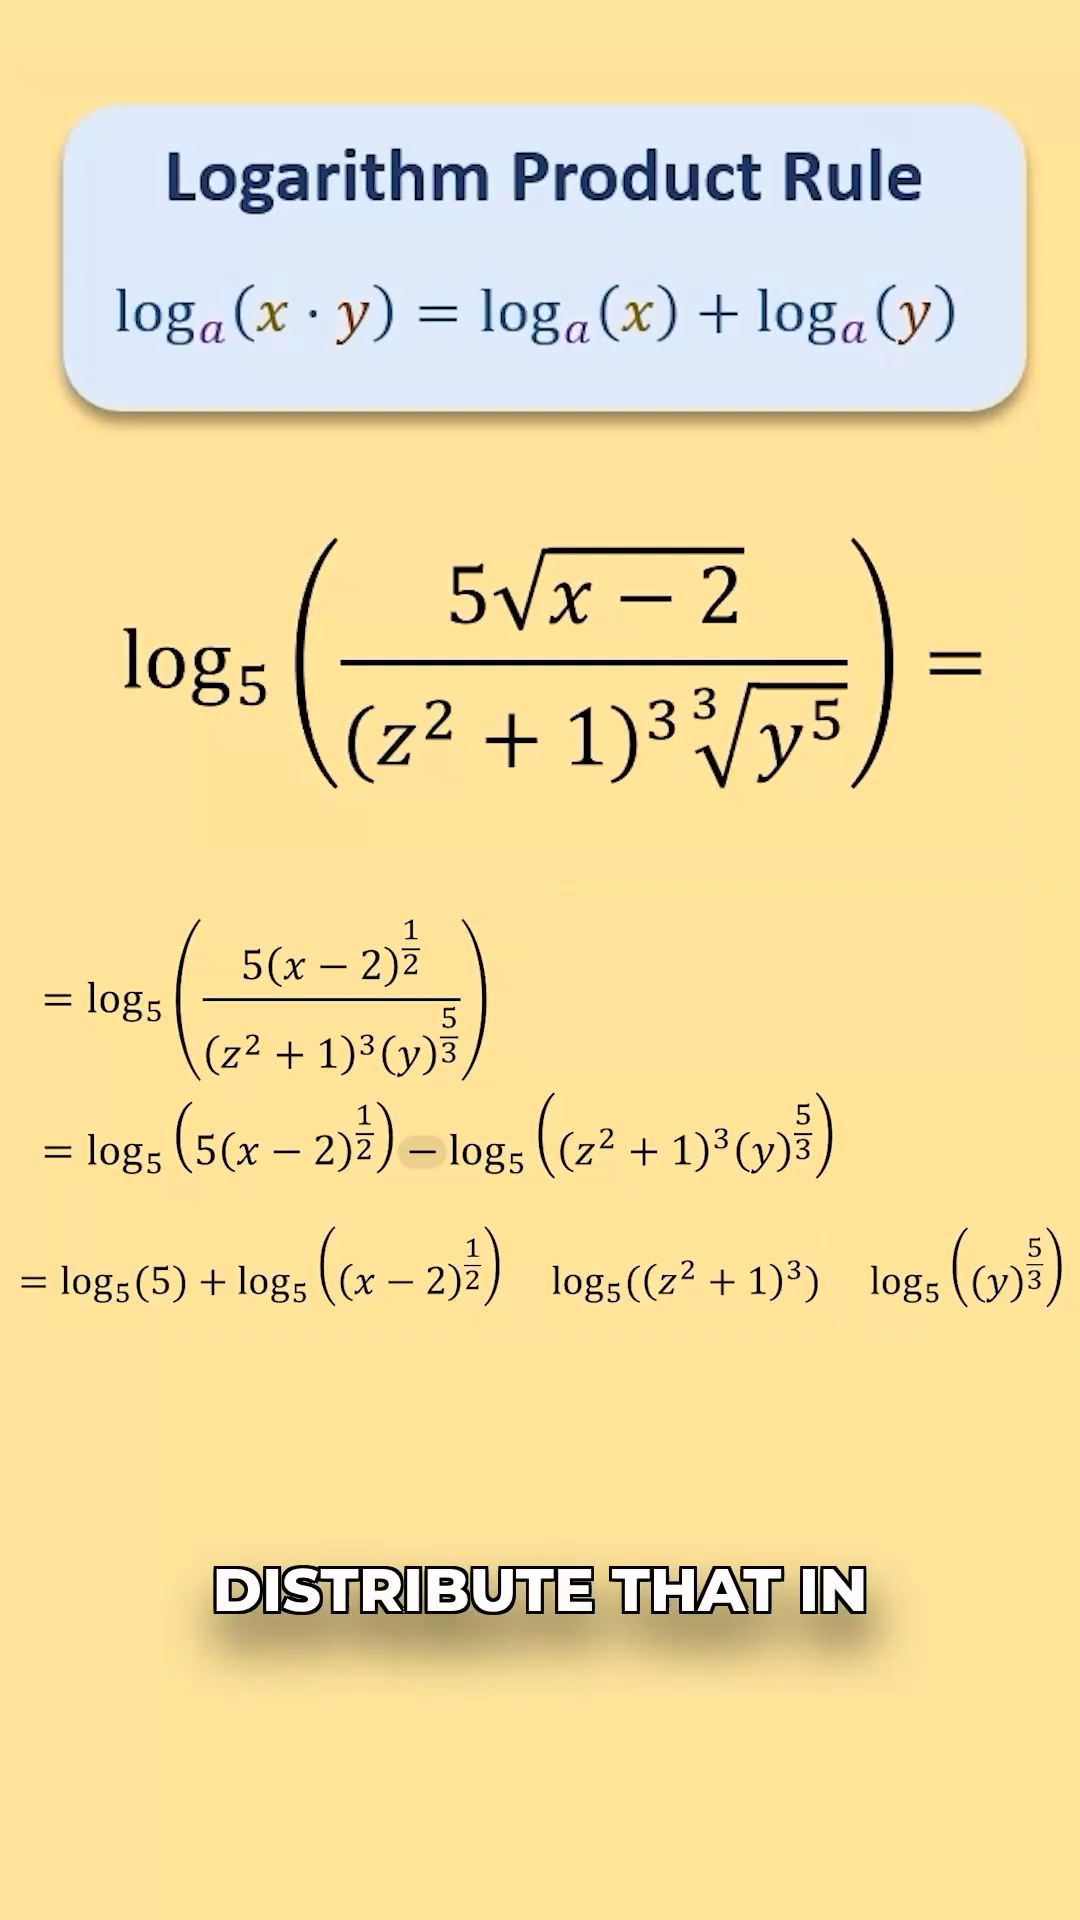 Logarithm Product Rule
logₐ(x · y) = logₐ(x) + logₐ(y)
log₅ ( 5√(x − 2) / (z² + 1)³ ∛(y⁵) ) =
= log₅ ( 5(x − 2)^(1/2) / (z² + 1)³(y)^(5/3) )
= log₅ (5(x − 2)^(1/2)) − log₅ ((z² + 1)³(y)^(5/3))
= log₅(5) + log₅ ((x − 2)^(1/2)) log₅((z² + 1)³) log₅ ((y)^(5/3))
DISTRIBUTE THAT IN